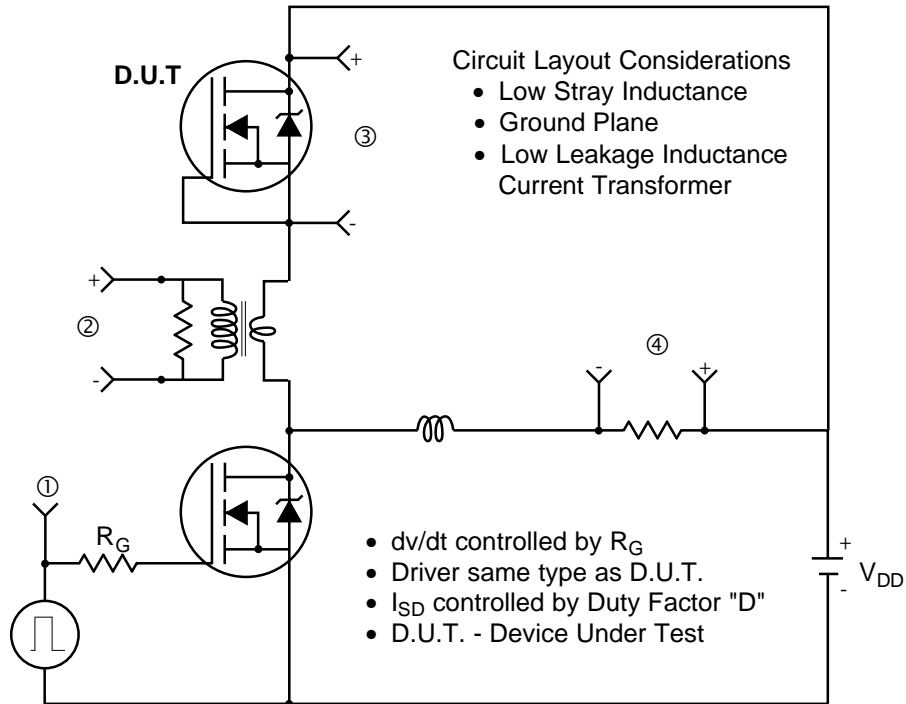 D.U.T
+
-
③
Circuit Layout Considerations
• Low Stray Inductance
• Ground Plane
• Low Leakage Inductance
Current Transformer
+
②
-
④
-
+
①
R_G
• dv/dt controlled by R_G
• Driver same type as D.U.T.
• I_SD controlled by Duty Factor "D"
• D.U.T. - Device Under Test
+
V_DD
-